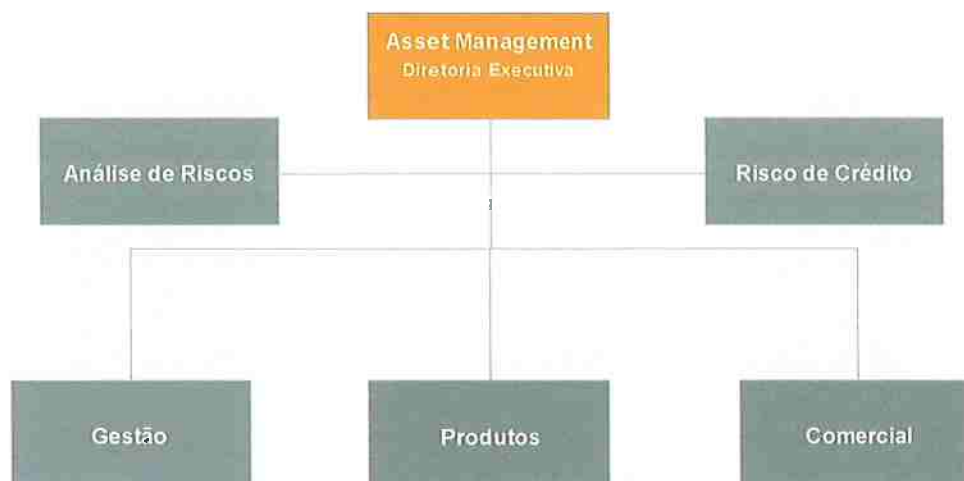 Asset Management
Diretoria Executiva
Análise de Riscos
Risco de Crédito
Gestão
Produtos
Comercial